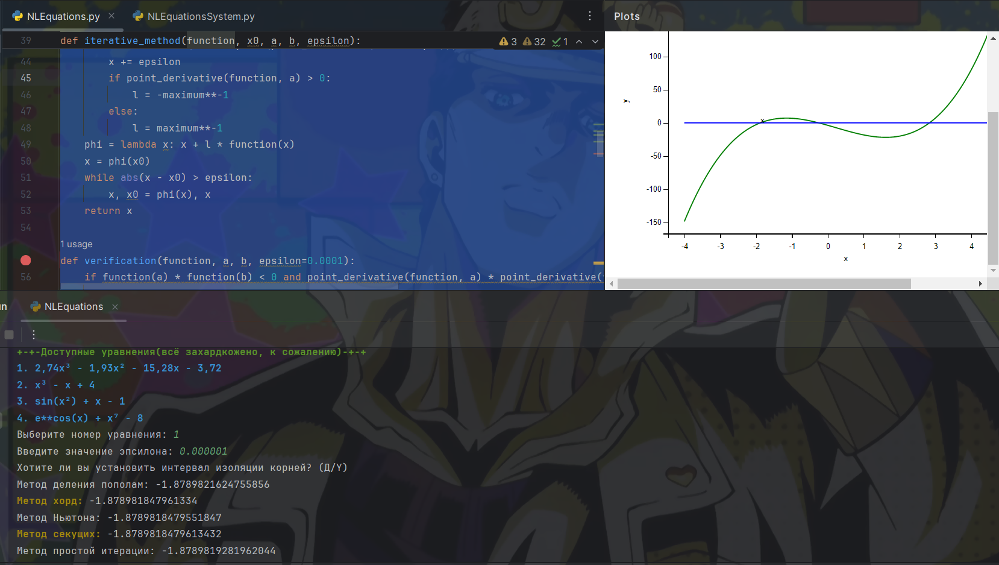 NLEquations.py
NLEquationsSystem.py
39 def iterative_method(function, x0, a, b, epsilon):
3 32 1
44 x += epsilon
45 if point_derivative(function, a) > 0:
46 l = -maximum**-1
47 else:
48 l = maximum**-1
49 phi = lambda x: x + l * function(x)
50 x = phi(x0)
51 while abs(x - x0) > epsilon:
52 x, x0 = phi(x), x
53 return x
54
1 usage
def verification(function, a, b, epsilon=0.0001):
56 if function(a) * function(b) < 0 and point_derivative(function, a) * point_derivative(
Plots
100
50
0
-50
-100
-150
y
x
-4 -3 -2 -1 0 1 2 3 4
x
un
NLEquations
+-+-Доступные уравнения(всё захардкожено, к сожалению)-+-+
1. 2,74x³ - 1,93x² - 15,28x - 3,72
2. x³ - x + 4
3. sin(x²) + x - 1
4. e**cos(x) + x⁷ - 8
Выберите номер уравнения: 1
Введите значение эпсилона: 0.000001
Хотите ли вы установить интервал изоляции корней? (Д/Y)
Метод деления пополам: -1.8789821624755856
Метод хорд: -1.878981847961334
Метод Ньютона: -1.8789818479551847
Метод секущих: -1.8789818479613432
Метод простой итерации: -1.8789819281962044